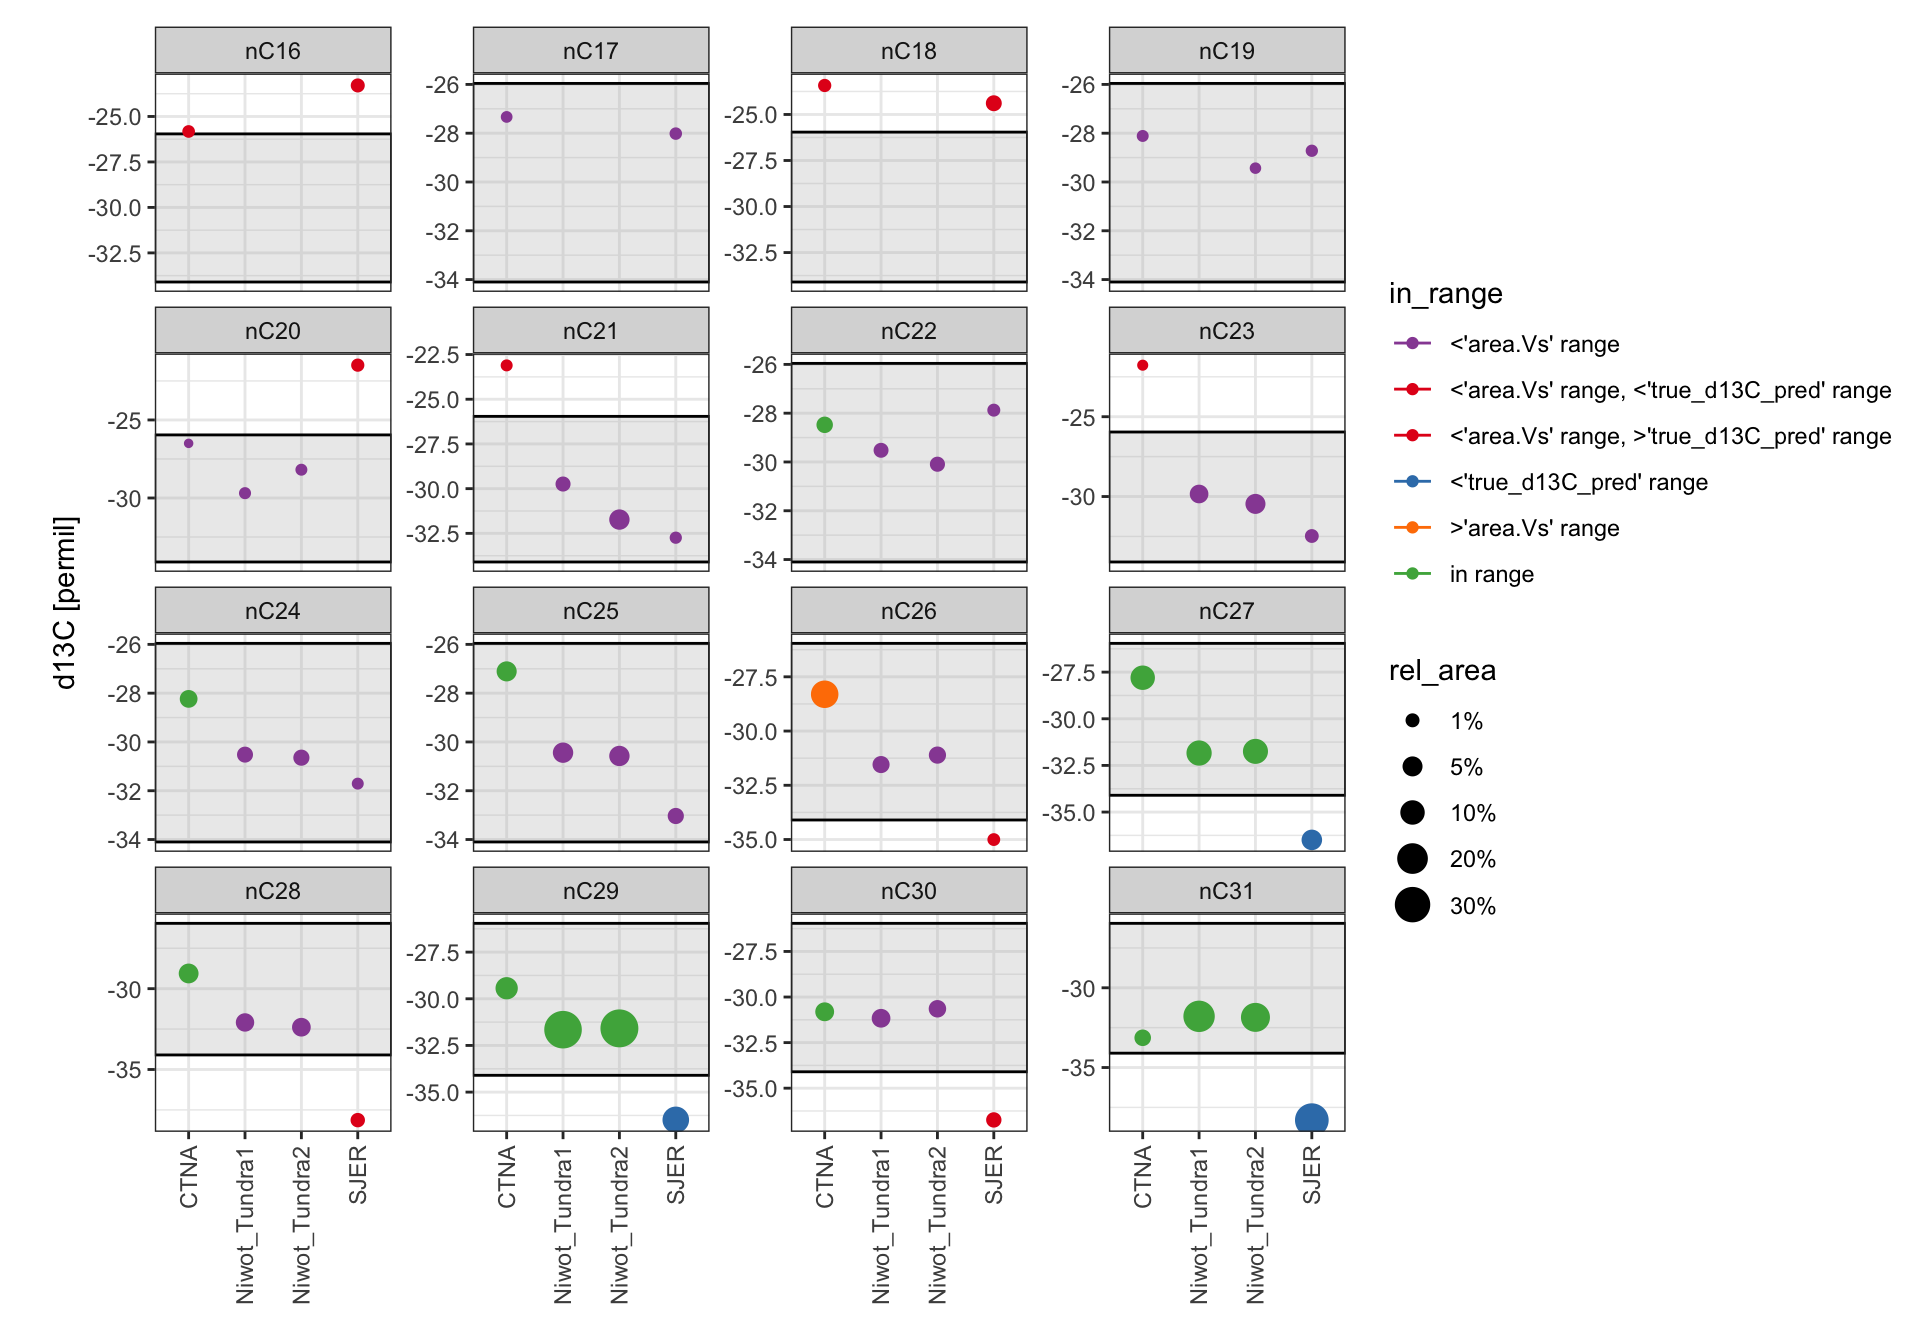 nC16
nC17
nC18
nC19
-25.0
-27.5
-30.0
-32.5
-26
-28
-30
-32
-34
-25.0
-27.5
-30.0
-32.5
-26
-28
-30
-32
-34
nC20
nC21
nC22
nC23
-25
-30
-22.5
-25.0
-27.5
-30.0
-32.5
-26
-28
-30
-32
-34
-25
-30
nC24
nC25
nC26
nC27
-26
-28
-30
-32
-34
-26
-28
-30
-32
-34
-27.5
-30.0
-32.5
-35.0
-27.5
-30.0
-32.5
-35.0
nC28
nC29
nC30
nC31
-30
-35
-27.5
-30.0
-32.5
-35.0
-27.5
-30.0
-32.5
-35.0
-30
-35
CTNA
Niwot_Tundra1
Niwot_Tundra2
SJER
CTNA
Niwot_Tundra1
Niwot_Tundra2
SJER
CTNA
Niwot_Tundra1
Niwot_Tundra2
SJER
CTNA
Niwot_Tundra1
Niwot_Tundra2
SJER
d13C [permil]
in_range
<'area.Vs' range
<'area.Vs' range, <'true_d13C_pred' range
<'area.Vs' range, >'true_d13C_pred' range
<'true_d13C_pred' range
>'area.Vs' range
in range
rel_area
1%
5%
10%
20%
30%